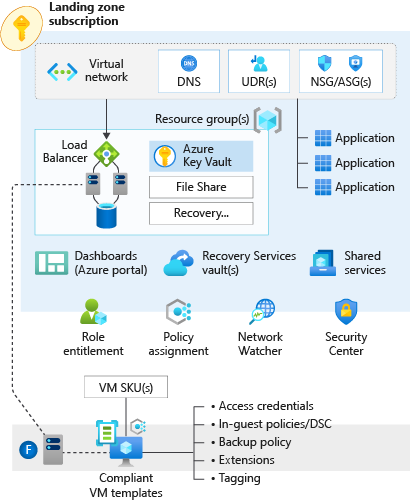 Landing zone
subscription
Virtual
network
DNS
UDR(s)
NSG/ASG(s)
Resource group(s)
Load
Balancer
Azure
Key Vault
File Share
Recovery...
Application
Application
Application
Dashboards
(Azure portal)
Recovery Services
vault(s)
Shared
services
Role
entitlement
Policy
assignment
Network
Watcher
Security
Center
VM SKU(s)
F
Compliant
VM templates
• Access credentials
• In-guest policies/DSC
• Backup policy
• Extensions
• Tagging